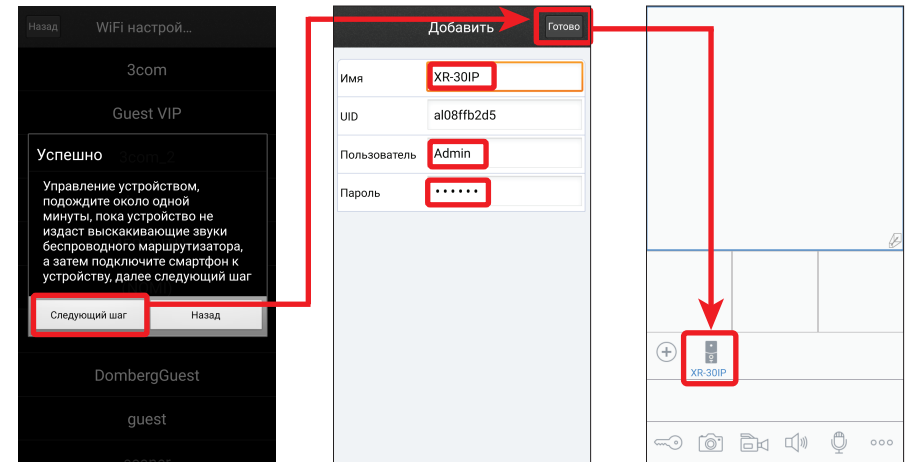 Назад
WiFi настрой...
3com
Guest VIP
3com_2
Успешно
Управление устройством,
подождите около одной
минуты, пока устройство не
издаст выскакивающие звуки
беспроводного маршрутизатора,
а затем подключите смартфон к
устройству, далее следующий шаг
Следующий шаг
Назад
DombergGuest
guest
Добавить
Готово
Имя
XR-30IP
UID
al08ffb2d5
Пользователь
Admin
Пароль
••••••
XR-30IP